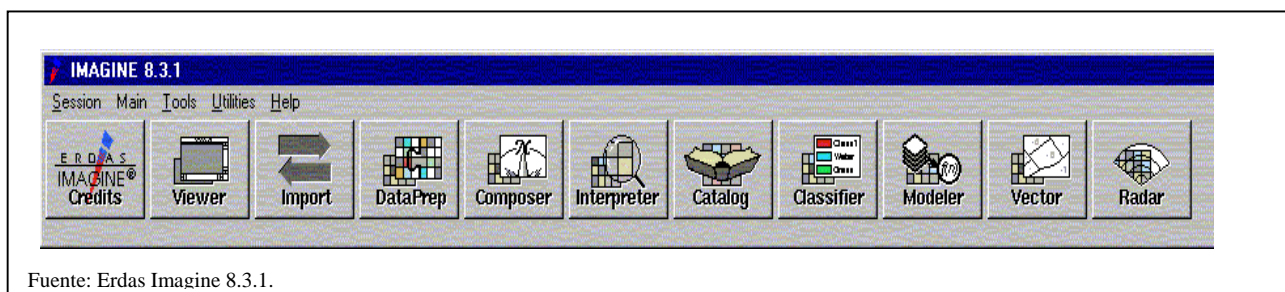 IMAGINE 8.3.1
Session Main Tools Utilities Help
ERDAS
IMAGINE®
Credits
Viewer
Import
DataPrep
N
Composer
Interpreter
Catalog
Class1
Water
Grass
Classifier
f(n)
Modeler
Vector
Radar
Fuente: Erdas Imagine 8.3.1.